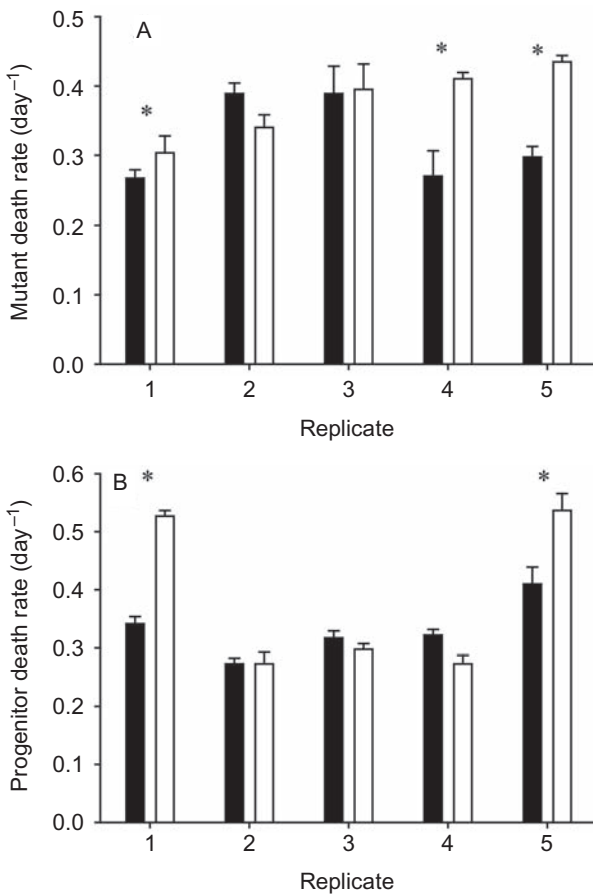 A
Mutant death rate (day⁻¹)
0.5
0.4
0.3
0.2
0.1
0.0
*
*
*
1 2 3 4 5
Replicate
B
Progenitor death rate (day⁻¹)
0.6
0.5
0.4
0.3
0.2
0.1
0.0
*
*
1 2 3 4 5
Replicate